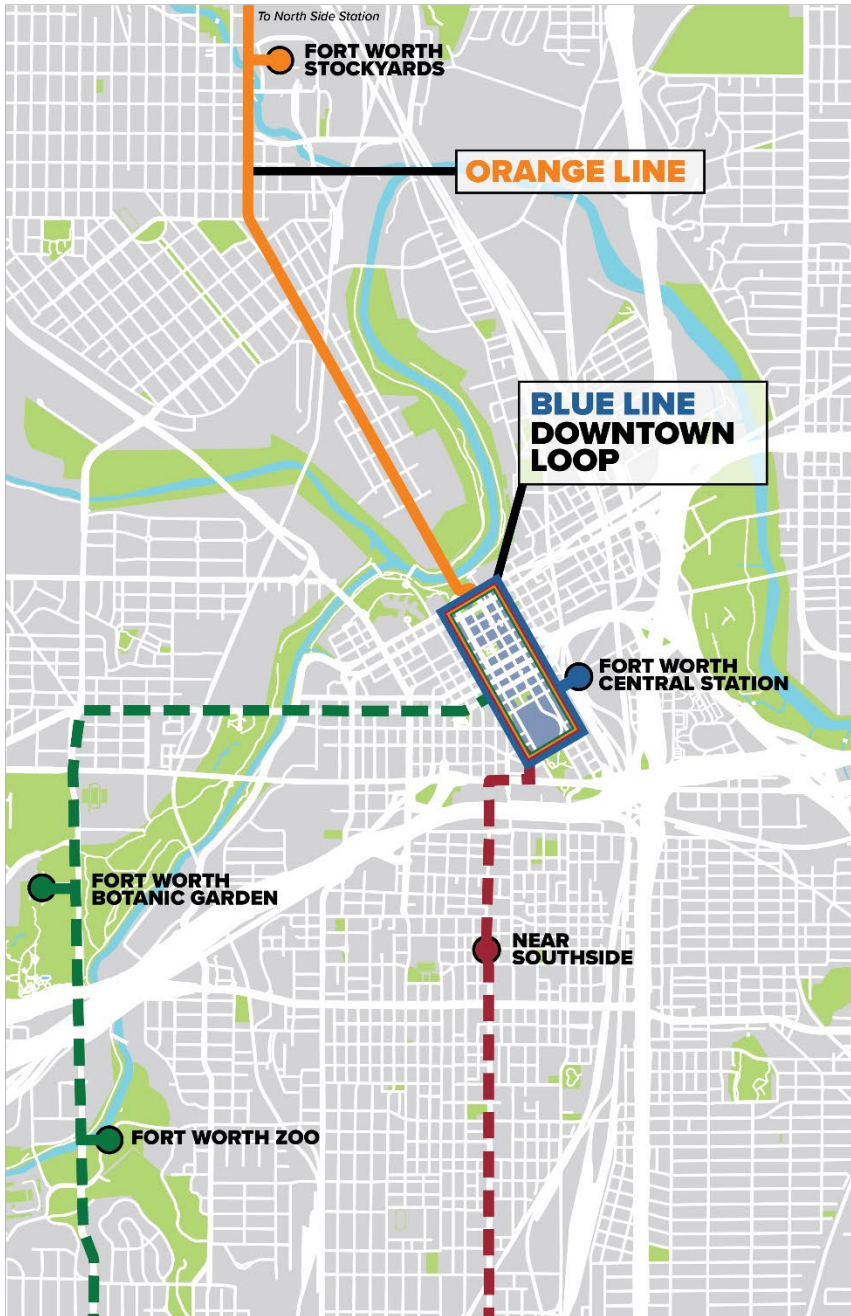 To North Side Station
FORT WORTH
STOCKYARDS
ORANGE LINE
BLUE LINE
DOWNTOWN
LOOP
FORT WORTH
CENTRAL STATION
FORT WORTH
BOTANIC GARDEN
NEAR
SOUTHSIDE
FORT WORTH ZOO